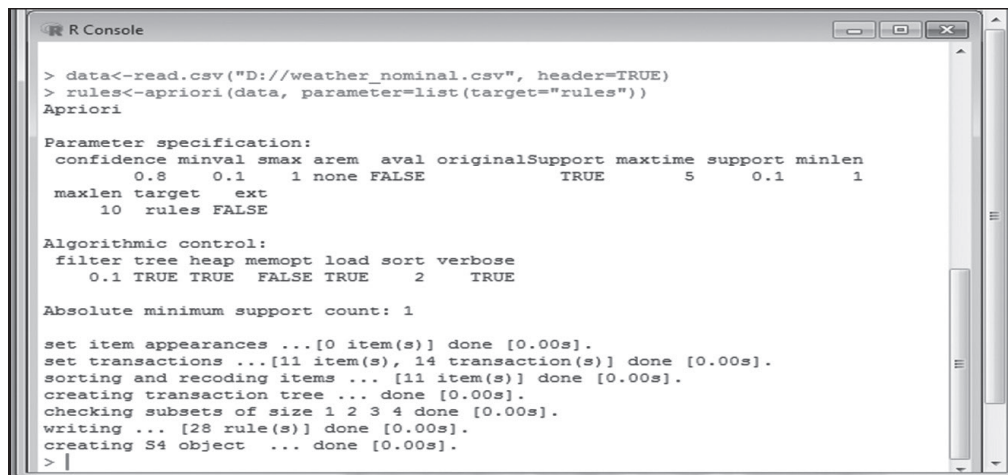 R Console
> data<-read.csv("D://weather_nominal.csv", header=TRUE)
> rules<-apriori(data, parameter=list(target="rules"))
Apriori
Parameter specification:
 confidence minval smax arem  aval originalSupport maxtime support minlen
        0.8    0.1    1 none FALSE            TRUE       5     0.1      1
 maxlen target   ext
     10  rules FALSE
Algorithmic control:
 filter tree heap memopt load sort verbose
    0.1 TRUE TRUE  FALSE TRUE    2    TRUE
Absolute minimum support count: 1
set item appearances ...[0 item(s)] done [0.00s].
set transactions ...[11 item(s), 14 transaction(s)] done [0.00s].
sorting and recoding items ... [11 item(s)] done [0.00s].
creating transaction tree ... done [0.00s].
checking subsets of size 1 2 3 4 done [0.00s].
writing ... [28 rule(s)] done [0.00s].
creating S4 object  ... done [0.00s].
> |